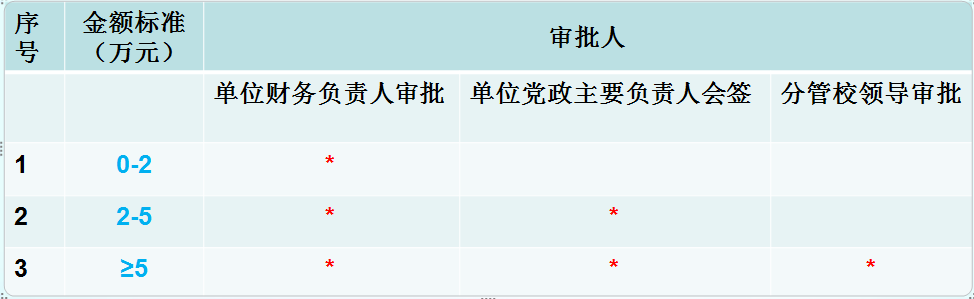 序号 金额标准（万元） 审批人
单位财务负责人审批 单位党政主要负责人会签 分管校领导审批
1 0-2 *
2 2-5 * *
3 ≥5 * * *